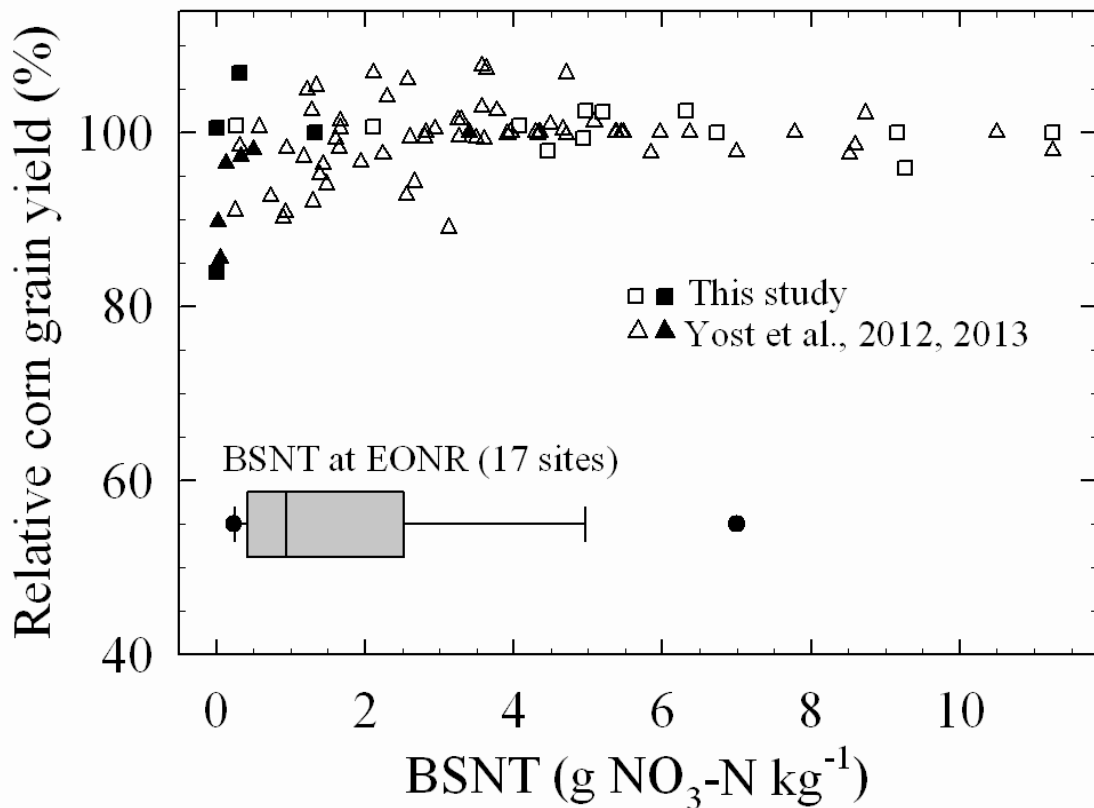 Relative corn grain yield (%)
100
80
60
40
This study
Yost et al., 2012, 2013
BSNT at EONR (17 sites)
0 2 4 6 8 10
BSNT (g NO₃-N kg⁻¹)